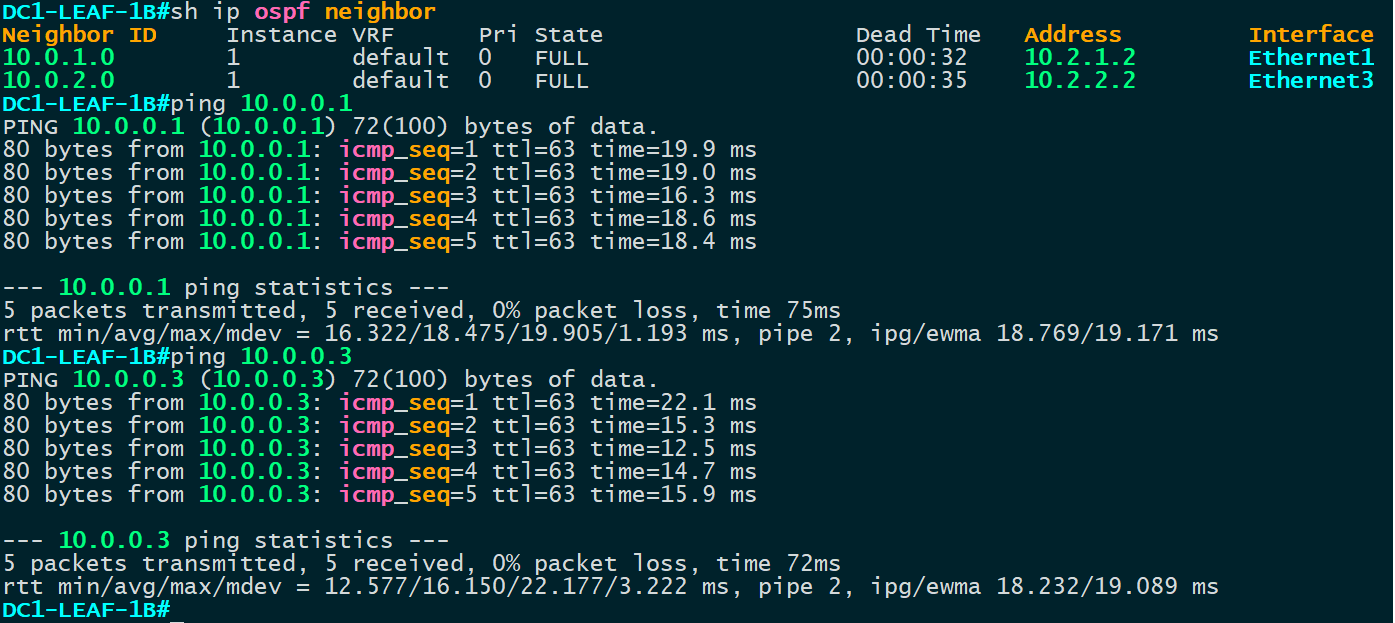 DC1-LEAF-1B#sh ip ospf neighbor
Neighbor ID     Instance VRF      Pri State                  Dead Time   Address         Interface
10.0.1.0        1        default  0   FULL                   00:00:32    10.2.1.2        Ethernet1
10.0.2.0        1        default  0   FULL                   00:00:35    10.2.2.2        Ethernet3
DC1-LEAF-1B#ping 10.0.0.1
PING 10.0.0.1 (10.0.0.1) 72(100) bytes of data.
80 bytes from 10.0.0.1: icmp_seq=1 ttl=63 time=19.9 ms
80 bytes from 10.0.0.1: icmp_seq=2 ttl=63 time=19.0 ms
80 bytes from 10.0.0.1: icmp_seq=3 ttl=63 time=16.3 ms
80 bytes from 10.0.0.1: icmp_seq=4 ttl=63 time=18.6 ms
80 bytes from 10.0.0.1: icmp_seq=5 ttl=63 time=18.4 ms

--- 10.0.0.1 ping statistics ---
5 packets transmitted, 5 received, 0% packet loss, time 75ms
rtt min/avg/max/mdev = 16.322/18.475/19.905/1.193 ms, pipe 2, ipg/ewma 18.769/19.171 ms
DC1-LEAF-1B#ping 10.0.0.3
PING 10.0.0.3 (10.0.0.3) 72(100) bytes of data.
80 bytes from 10.0.0.3: icmp_seq=1 ttl=63 time=22.1 ms
80 bytes from 10.0.0.3: icmp_seq=2 ttl=63 time=15.3 ms
80 bytes from 10.0.0.3: icmp_seq=3 ttl=63 time=12.5 ms
80 bytes from 10.0.0.3: icmp_seq=4 ttl=63 time=14.7 ms
80 bytes from 10.0.0.3: icmp_seq=5 ttl=63 time=15.9 ms

--- 10.0.0.3 ping statistics ---
5 packets transmitted, 5 received, 0% packet loss, time 72ms
rtt min/avg/max/mdev = 12.577/16.150/22.177/3.222 ms, pipe 2, ipg/ewma 18.232/19.089 ms
DC1-LEAF-1B#